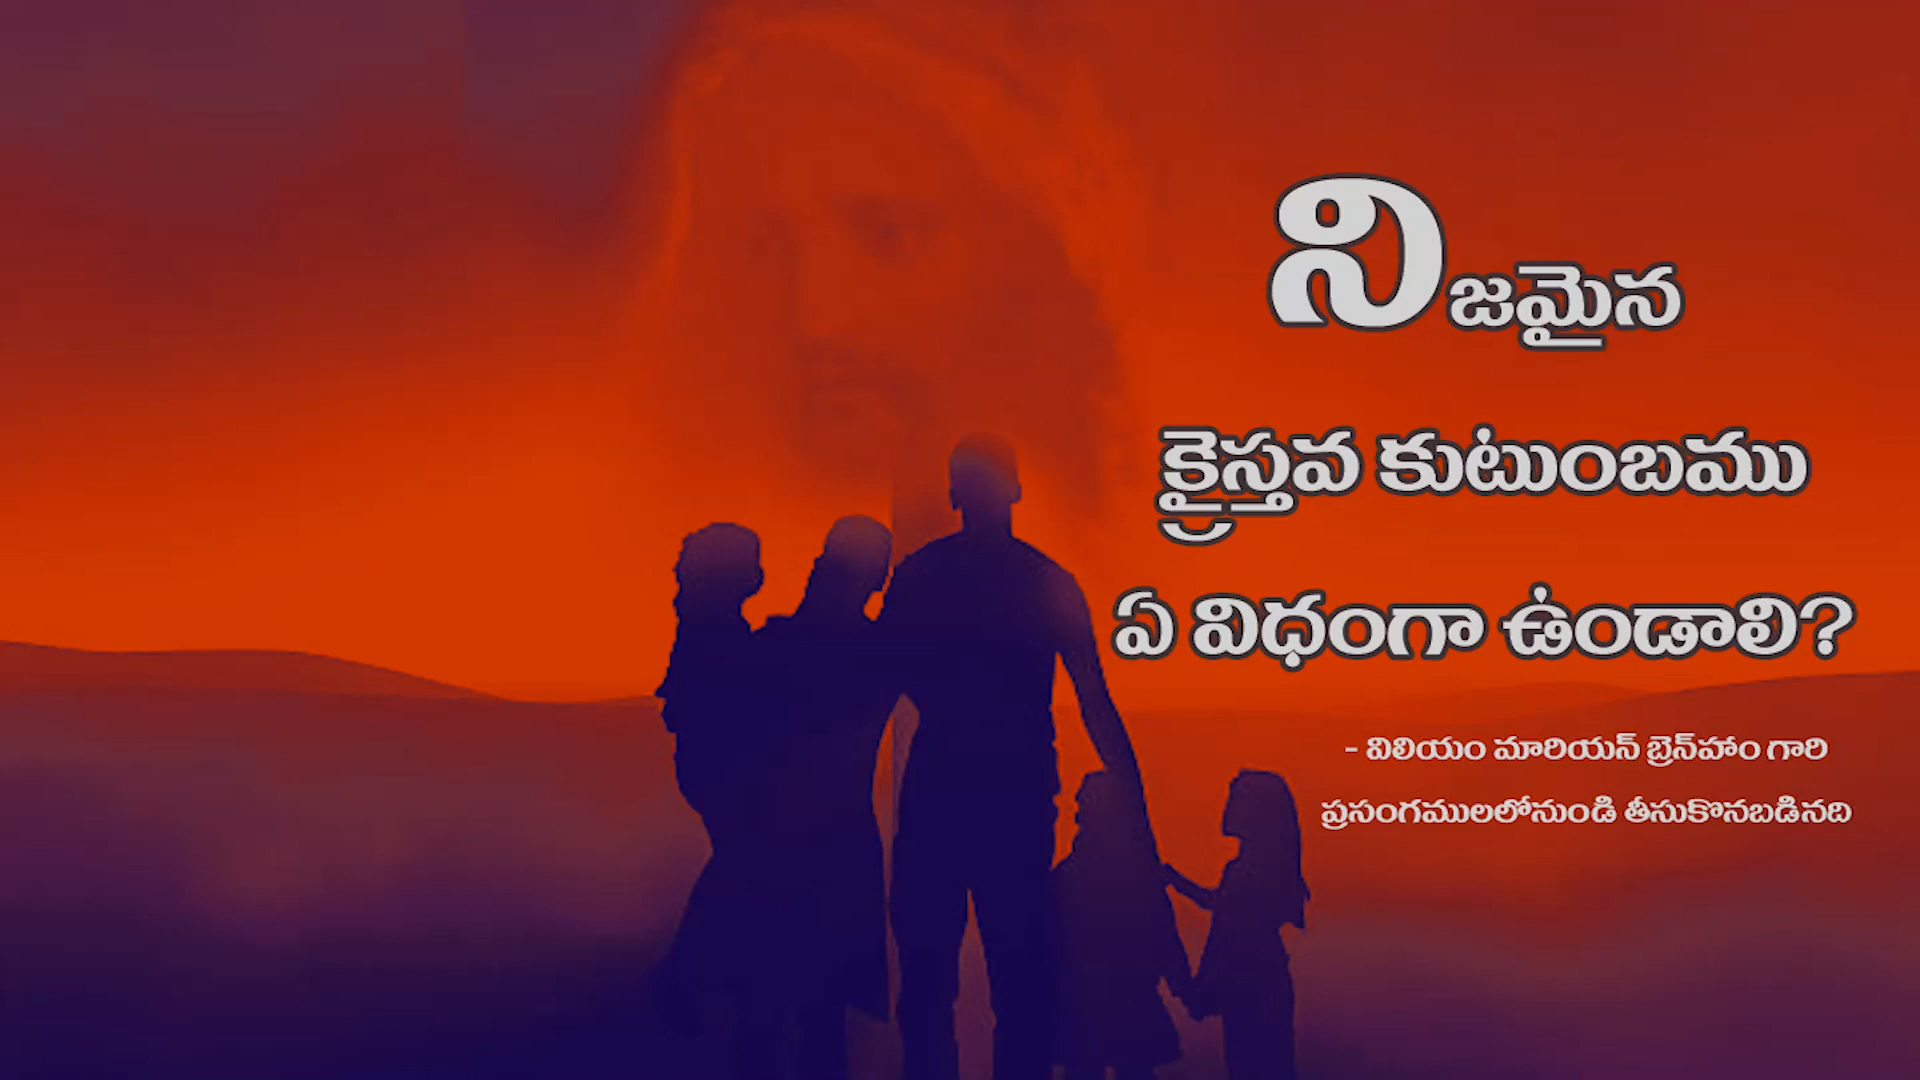 నిజమైన
క్రైస్తవ కుటుంబము
ఏ విధంగా ఉండాలి?
- విలియం మారియన్ బ్రెన్‌హాం గారి
ప్రసంగములలోనుండి తీసుకొనబడినది